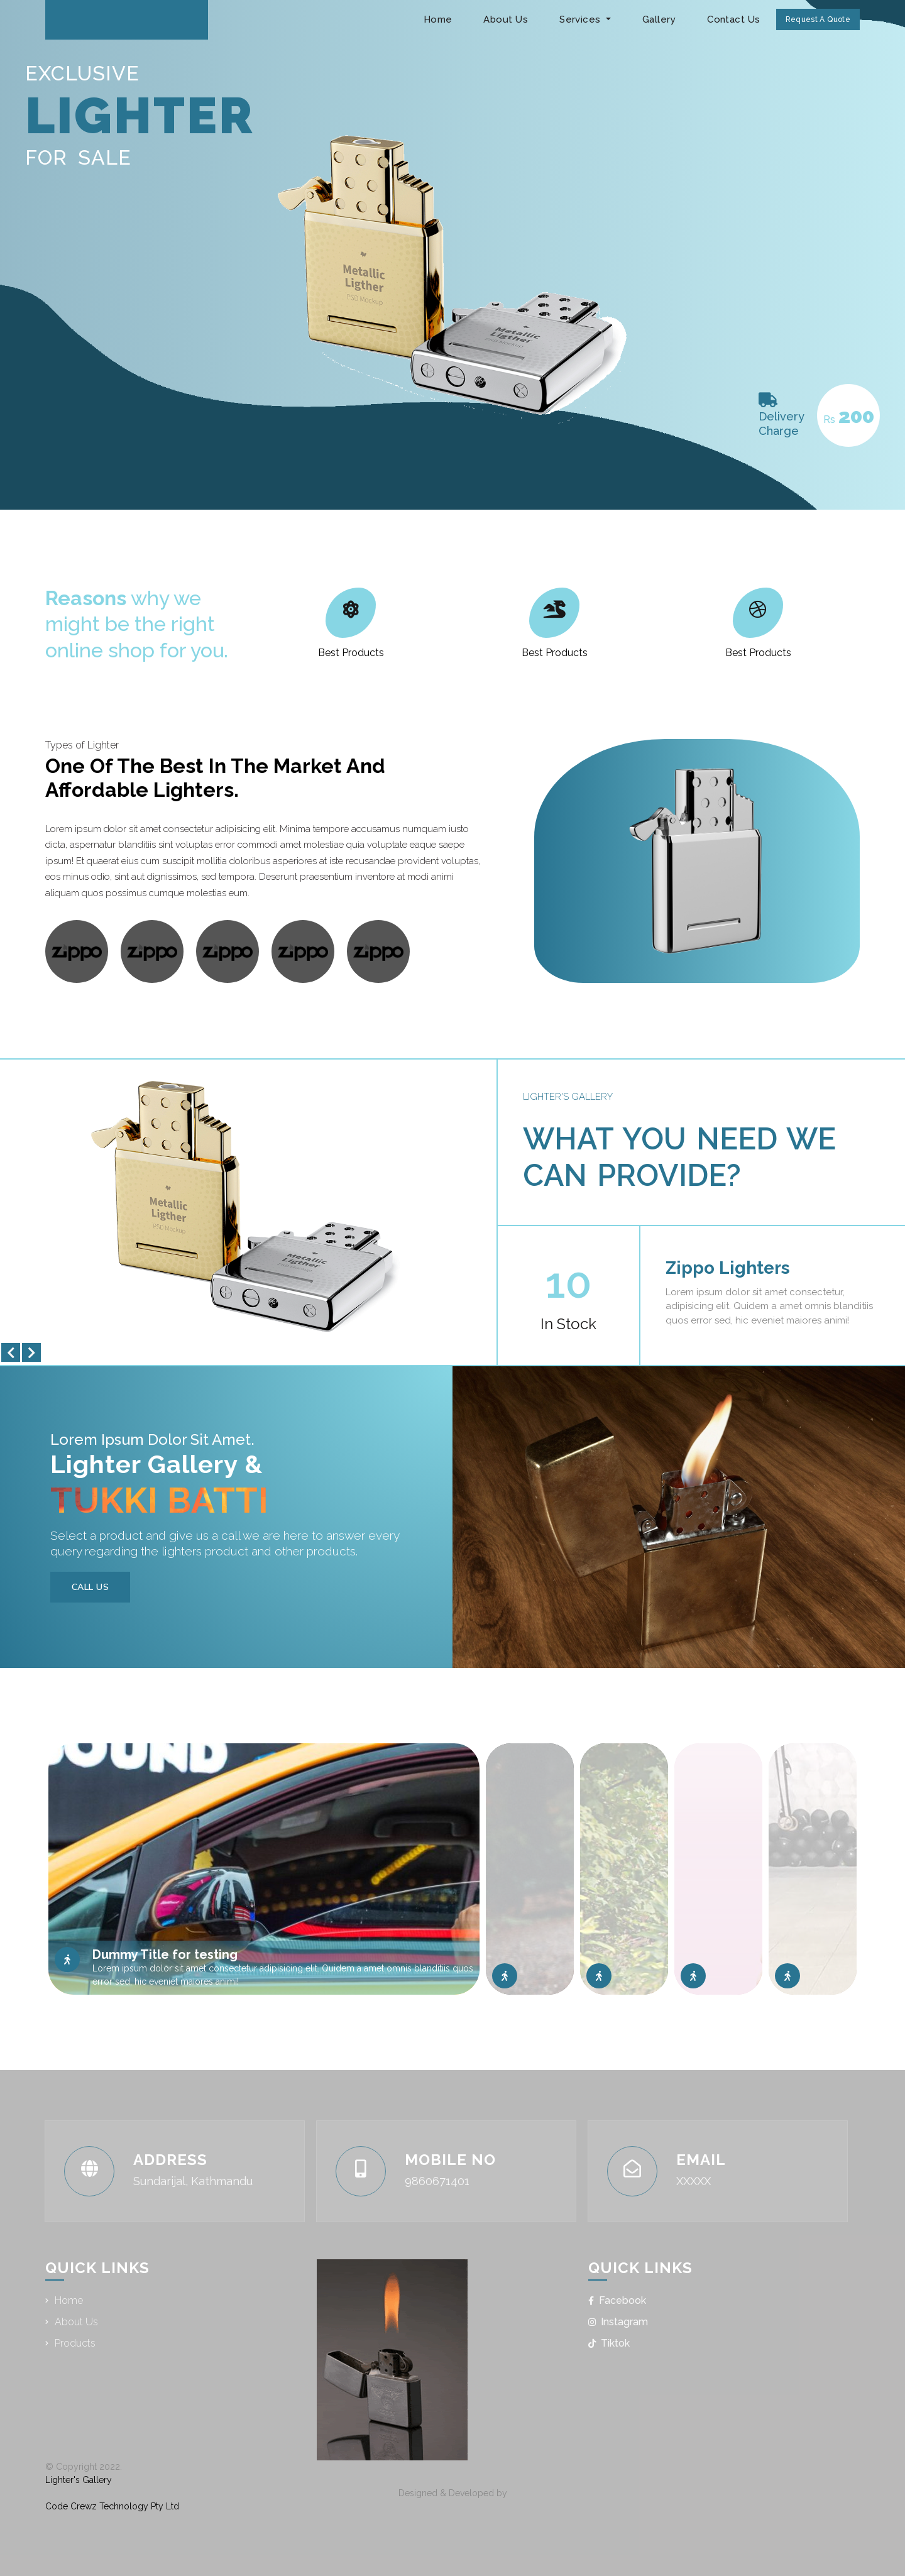 Home
About Us
Services
Gallery
Contact Us
Request A Quote
EXCLUSIVE
LIGHTER
FOR SALE
Metallic
Ligther
PSD Mockup
Metallic
Ligther
Delivery
Charge
Rs 200
Reasons why we
might be the right
online shop for you.
Best Products
Best Products
Best Products
Types of Lighter
One Of The Best In The Market And
Affordable Lighters.
Lorem ipsum dolor sit amet consectetur adipisicing elit. Minima tempore accusamus numquam iusto
dicta, aspernatur blanditiis sint voluptas error commodi amet molestiae quia voluptate eaque saepe
ipsum! Et quaerat eius cum suscipit mollitia doloribus asperiores at iste recusandae provident voluptas,
eos minus odio, sint aut dignissimos, sed tempora. Deserunt praesentium inventore at modi animi
aliquam quos possimus cumque molestias eum.
zippo
zippo
zippo
zippo
zippo
Metallic
Ligther
PSD Mockup
Metallic
Ligther
LIGHTER'S GALLERY
WHAT YOU NEED WE
CAN PROVIDE?
10
In Stock
Zippo Lighters
Lorem ipsum dolor sit amet consectetur,
adipisicing elit. Quidem a amet omnis blanditiis
quos error sed, hic eveniet maiores animi!
Lorem Ipsum Dolor Sit Amet.
Lighter Gallery &
TUKKI BATTI
Select a product and give us a call we are here to answer every
query regarding the lighters product and other products.
CALL US
OUND
Dummy Title for testing
Lorem ipsum dolor sit amet consectetur adipisicing elit. Quidem a amet omnis blanditiis quos
error sed, hic eveniet maiores animi!
ADDRESS
Sundarijal, Kathmandu
MOBILE NO
9860671401
EMAIL
XXXXX
QUICK LINKS
Home
About Us
Products
QUICK LINKS
Facebook
Instagram
Tiktok
© Copyright 2022
Lighter's Gallery
Designed & Developed by
Code Crewz Technology Pty Ltd